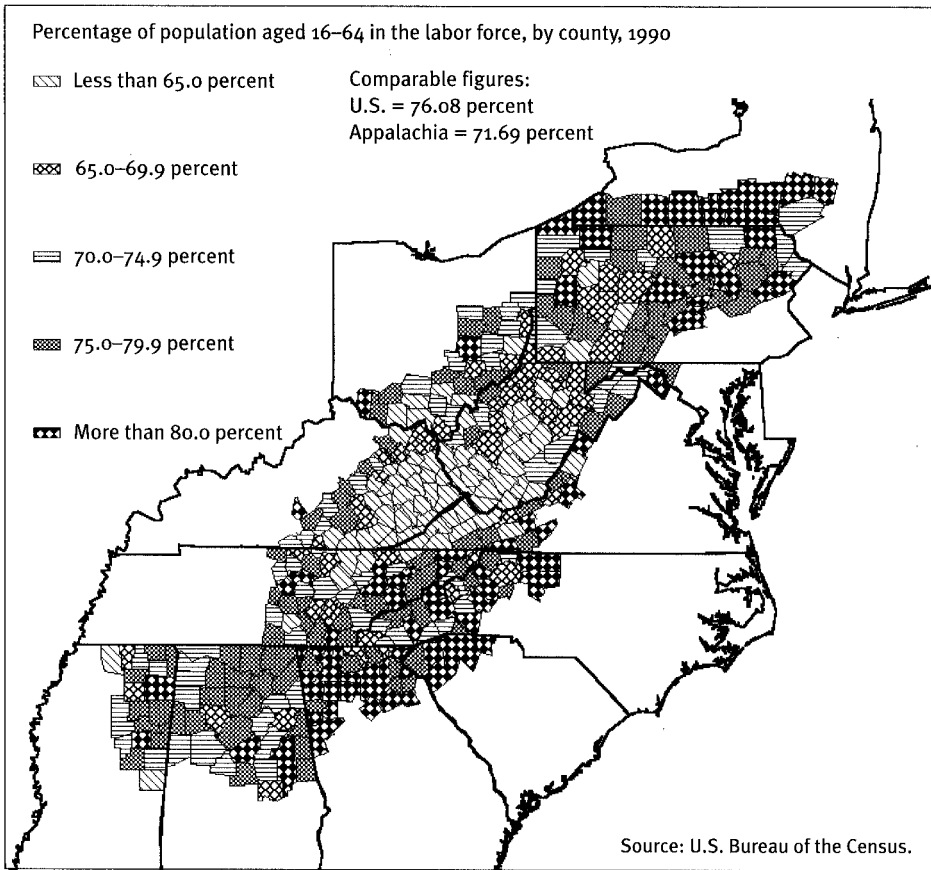 Percentage of population aged 16–64 in the labor force, by county, 1990
Less than 65.0 percent
65.0–69.9 percent
70.0–74.9 percent
75.0–79.9 percent
More than 80.0 percent
Comparable figures:
U.S. = 76.08 percent
Appalachia = 71.69 percent
Source: U.S. Bureau of the Census.